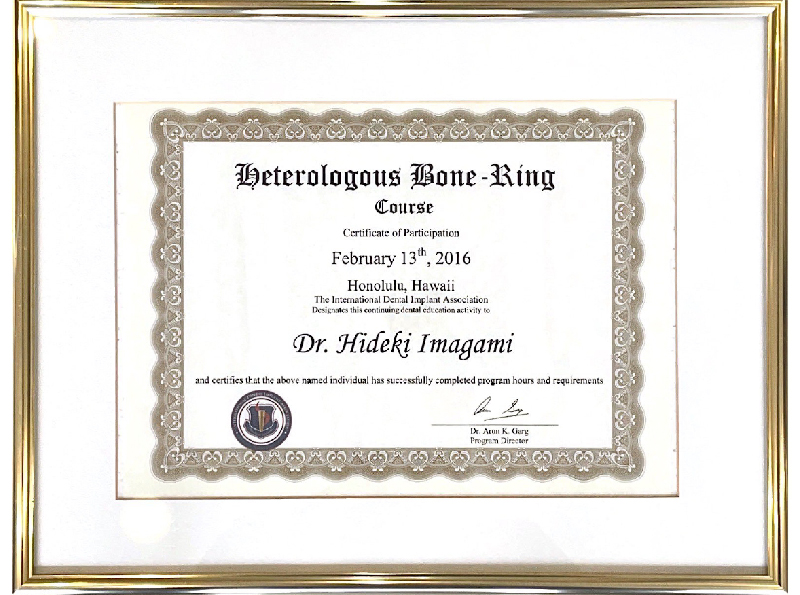 Heterologous Bone-Ring
Course
Certificate of Participation
February 13th, 2016
Honolulu, Hawaii
The International Dental Implant Association
Designates this continuing dental education activity to
Dr. Hideki Imagami
and certifies that the above named individual has successfully completed program hours and requirements
Dr. Arun K. Garg
Program Director